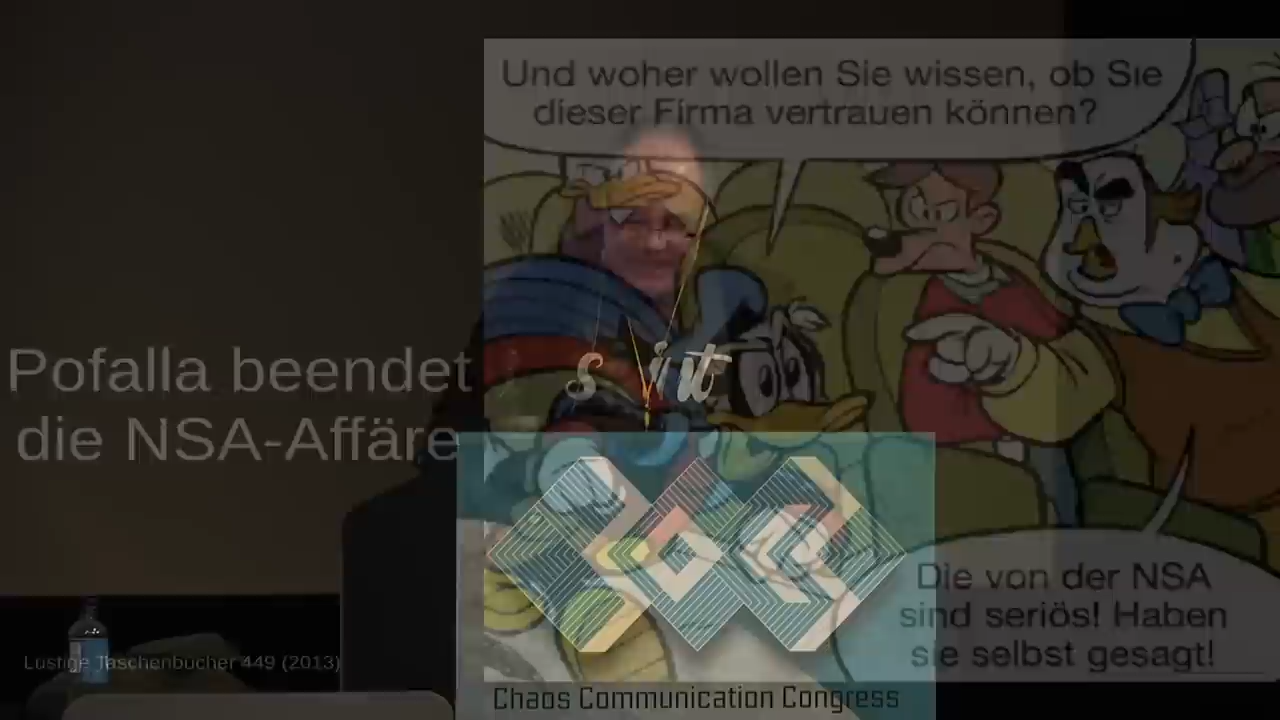 Und woher wollen Sie wissen, ob Sie
dieser Firma vertrauen können?
Pofalla beendet
die NSA-Affäre
Die von der NSA
sind seriös! Haben
sie selbst gesagt!
Lustige Taschenbücher 449 (2013)
Chaos Communication Congress